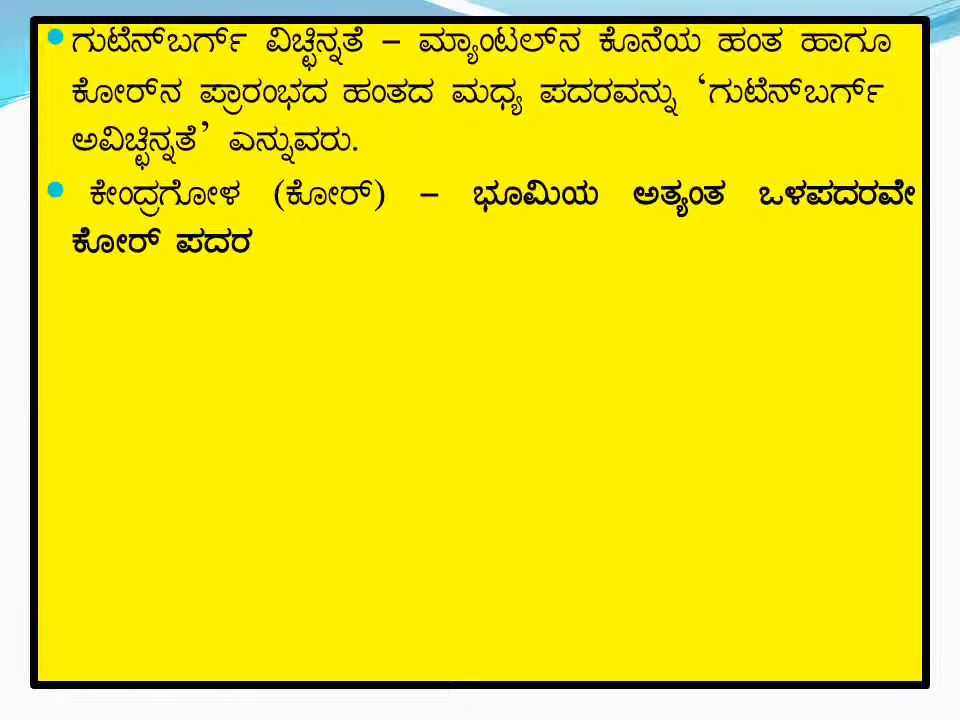 ಗುಟೆನ್‌ಬರ್ಗ್ ವಿಚ್ಛಿನ್ನತೆ – ಮ್ಯಾಂಟಲ್‌ನ ಕೊನೆಯ ಹಂತ ಹಾಗೂ
ಕೋರ್‌ನ ಪ್ರಾರಂಭದ ಹಂತದ ಮಧ್ಯ ಪದರವನ್ನು ‘ಗುಟೆನ್‌ಬರ್ಗ್
ಅವಿಚ್ಛಿನ್ನತೆ’ ಎನ್ನುವರು.
ಕೇಂದ್ರಗೋಳ (ಕೋರ್) – ಭೂಮಿಯ ಅತ್ಯಂತ ಒಳಪದರವೇ
ಕೋರ್ ಪದರ